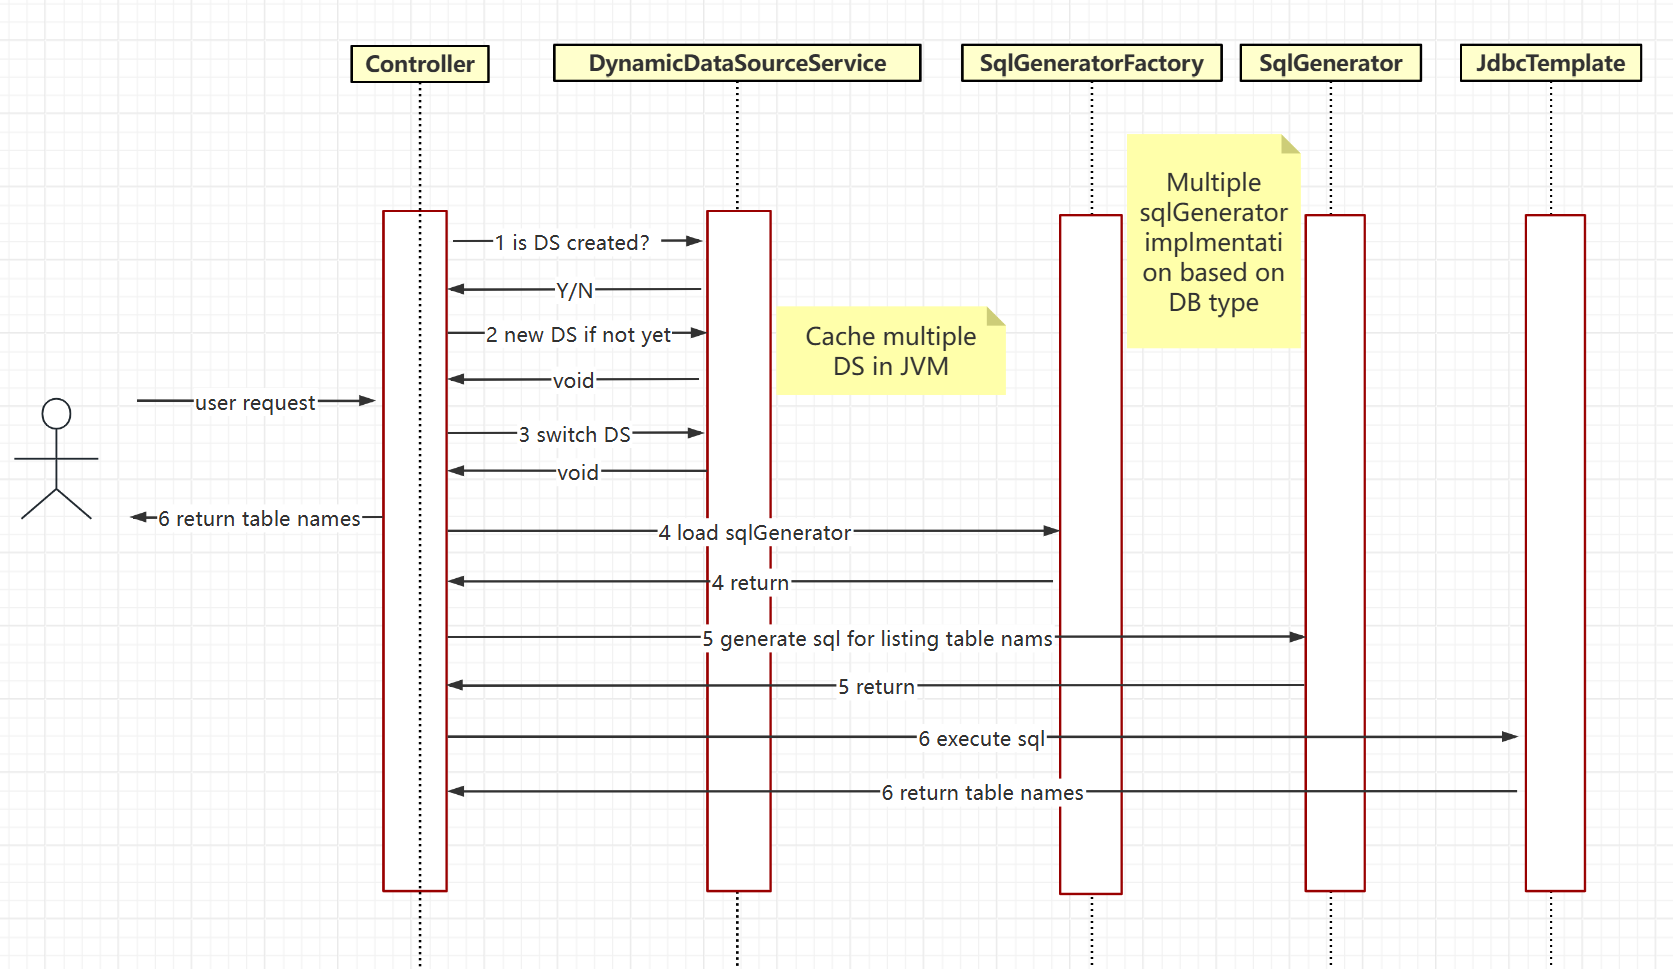 Controller
DynamicDataSourceService
SqlGeneratorFactory
SqlGenerator
JdbcTemplate
Multiple
sqlGenerator
implmentati
on based on
DB type
1 is DS created?
Y/N
2 new DS if not yet
Cache multiple
DS in JVM
void
user request
3 switch DS
void
6 return table names
4 load sqlGenerator
4 return
5 generate sql for listing table nams
5 return
6 execute sql
6 return table names